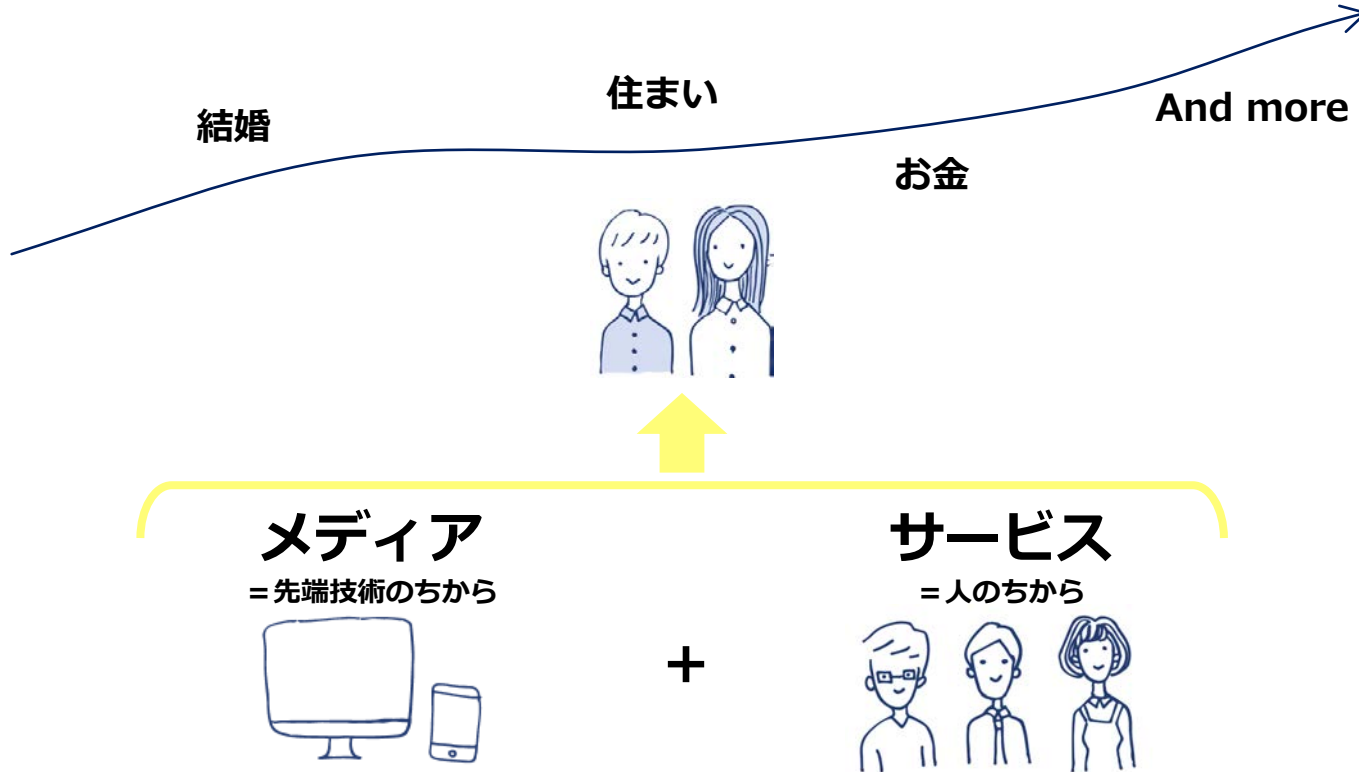 住まい
結婚
And more
お金
メディア
=先端技術のちから
サービス
=人のちから
+